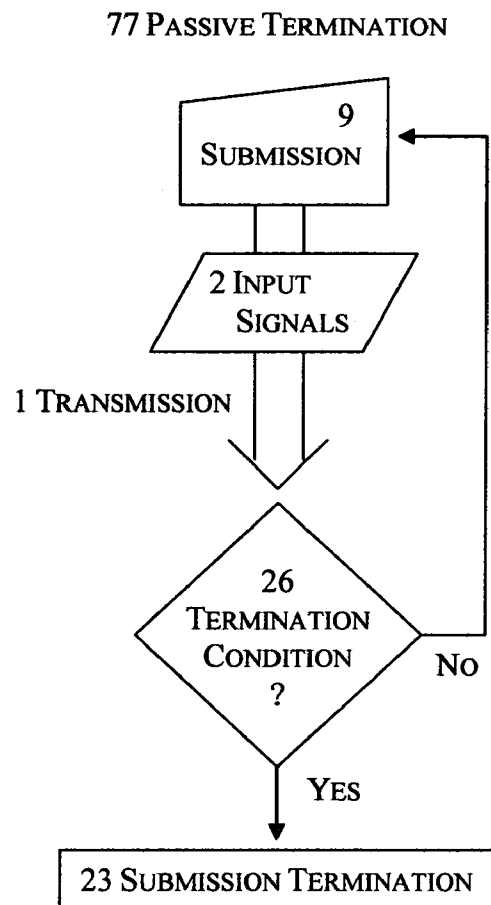 77 PASSIVE TERMINATION
9
SUBMISSION
2 INPUT
SIGNALS
1 TRANSMISSION
26
TERMINATION
CONDITION
?
NO
YES
23 SUBMISSION TERMINATION